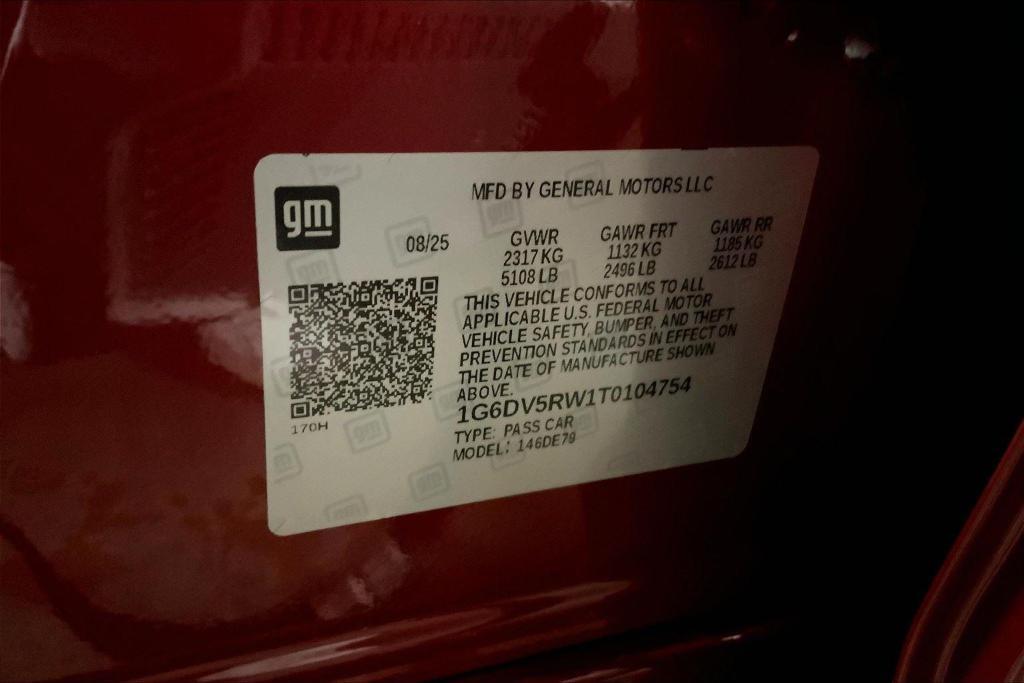 gm
MFD BY GENERAL MOTORS LLC
08/25
GVWR
2317 KG
5108 LB
GAWR FRT
1132 KG
2496 LB
GAWR RR
1185 KG
2612 LB
THIS VEHICLE CONFORMS TO ALL
APPLICABLE U.S. FEDERAL MOTOR
VEHICLE SAFETY, BUMPER, AND THEFT
PREVENTION STANDARDS IN EFFECT ON
THE DATE OF MANUFACTURE SHOWN
ABOVE.
1G6DV5RW1T0104754
TYPE: PASS CAR
MODEL: 146DE79
170H